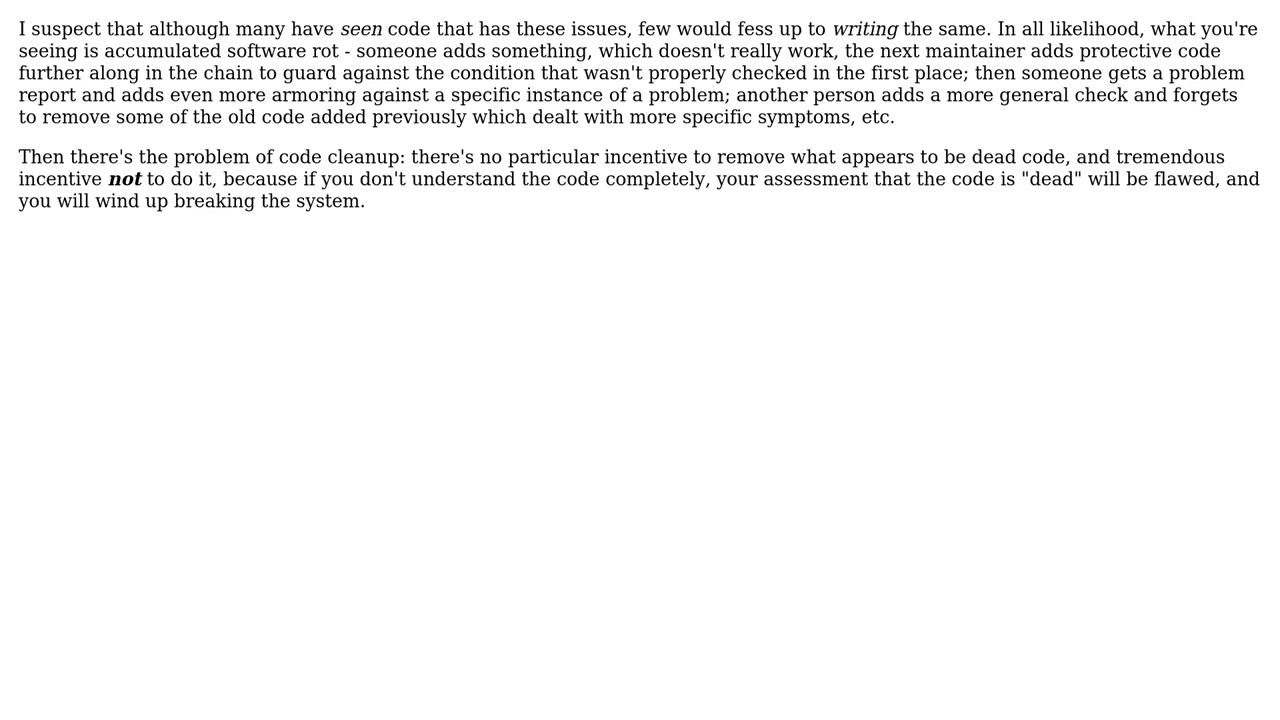 I suspect that although many have seen code that has these issues, few would fess up to writing the same. In all likelihood, what you're
seeing is accumulated software rot - someone adds something, which doesn't really work, the next maintainer adds protective code
further along in the chain to guard against the condition that wasn't properly checked in the first place; then someone gets a problem
report and adds even more armoring against a specific instance of a problem; another person adds a more general check and forgets
to remove some of the old code added previously which dealt with more specific symptoms, etc.
Then there's the problem of code cleanup: there's no particular incentive to remove what appears to be dead code, and tremendous
incentive not to do it, because if you don't understand the code completely, your assessment that the code is "dead" will be flawed, and
you will wind up breaking the system.